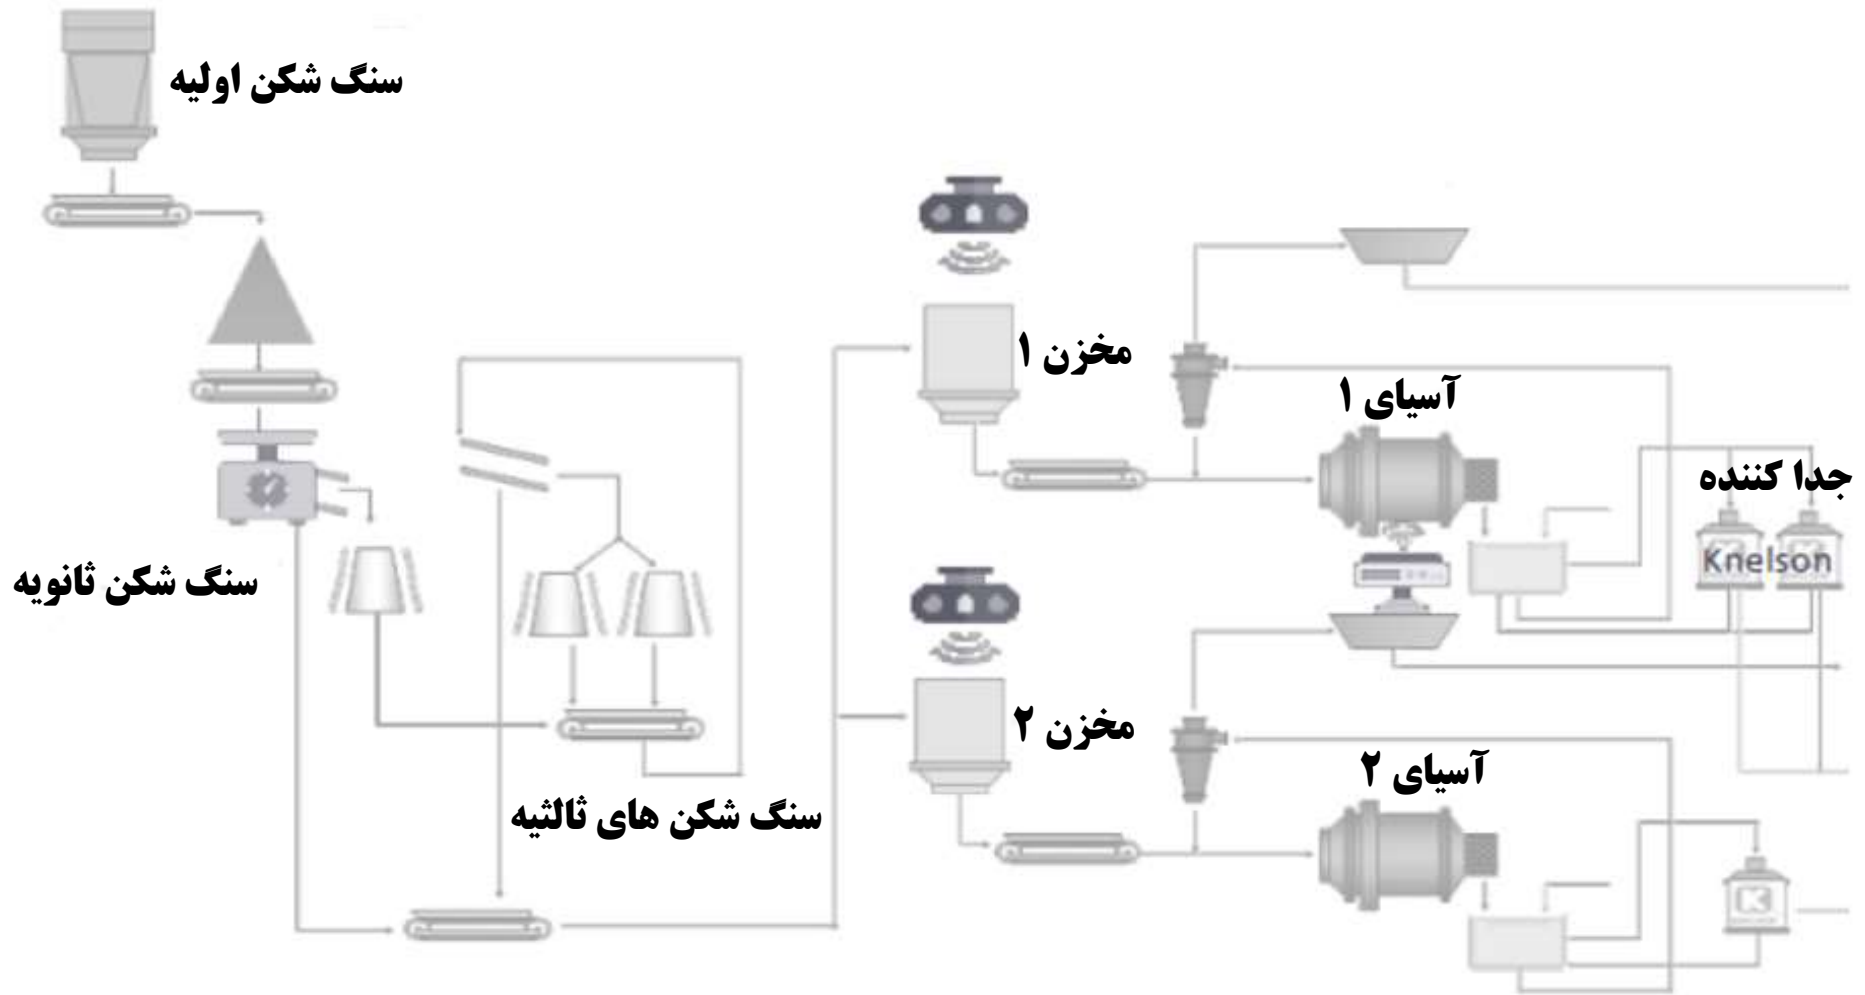 سنگ شکن اولیه
مخزن ۱
آسیای ۱
جدا کننده
Knelson
سنگ شکن ثانویه
مخزن ۲
آسیای ۲
سنگ شکن های ثالثیه
K